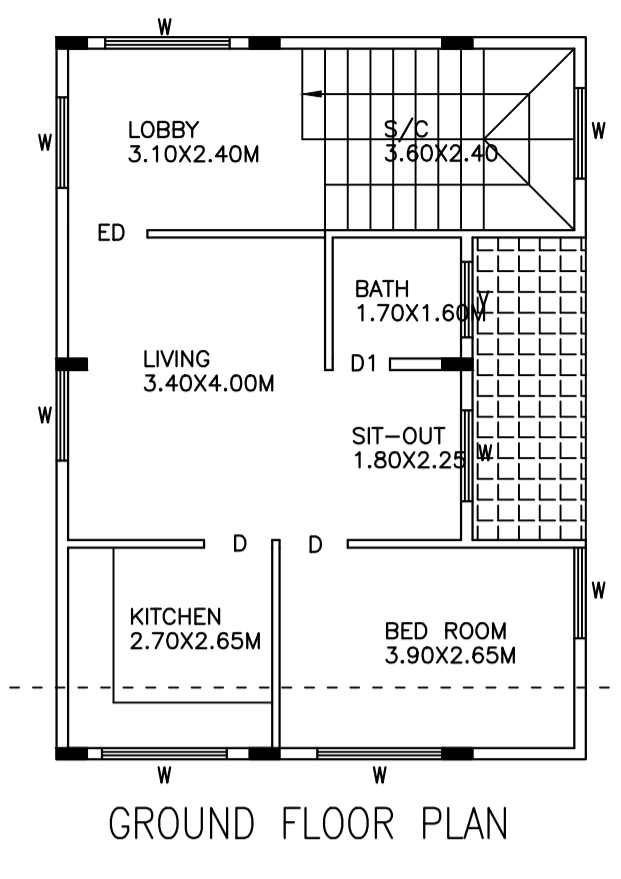 W
LOBBY
3.10X2.40M
S/C
3.60X2.40
W
W
ED
BATH
1.70X1.60M
V
LIVING
3.40X4.00M
D1
W
SIT-OUT
1.80X2.25
W
D
D
W
KITCHEN
2.70X2.65M
BED ROOM
3.90X2.65M
W
W
GROUND FLOOR PLAN